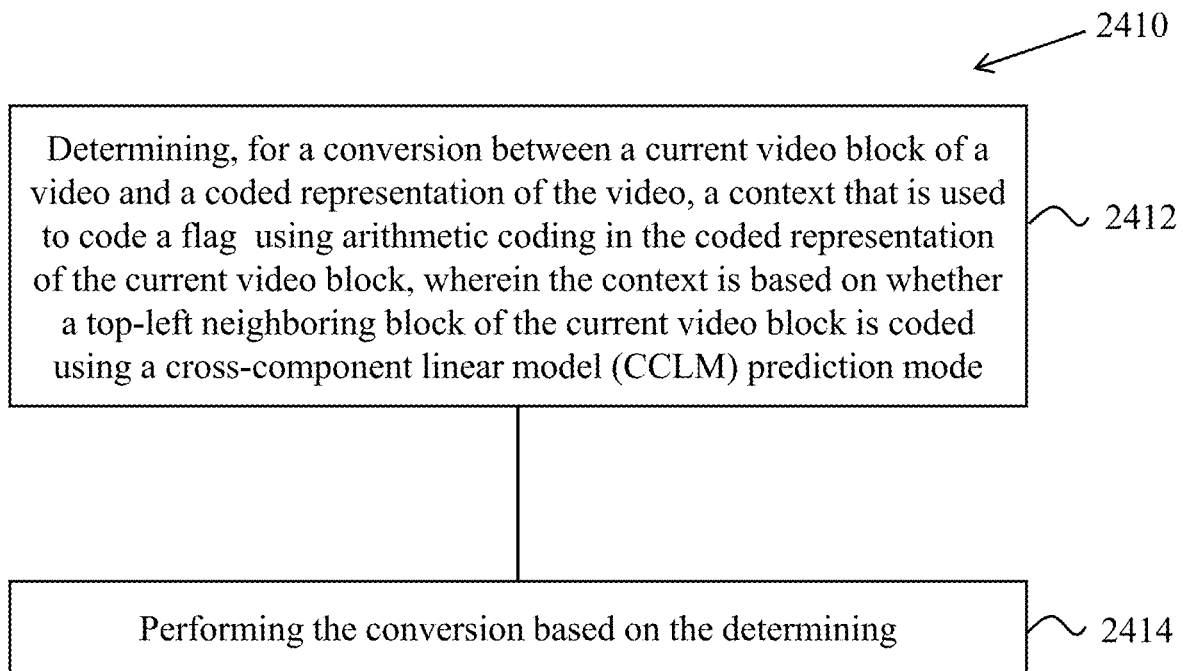 2410
Determining, for a conversion between a current video block of a
video and a coded representation of the video, a context that is used
to code a flag using arithmetic coding in the coded representation
of the current video block, wherein the context is based on whether
a top-left neighboring block of the current video block is coded
using a cross-component linear model (CCLM) prediction mode
2412
Performing the conversion based on the determining
2414